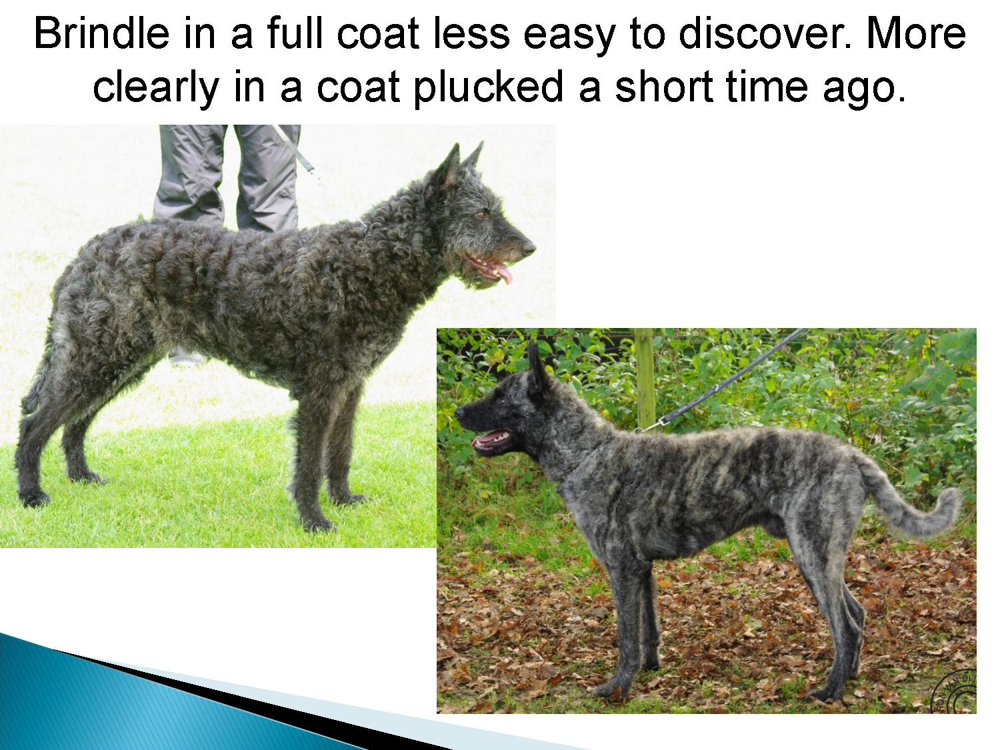 Brindle in a full coat less easy to discover. More
clearly in a coat plucked a short time ago.